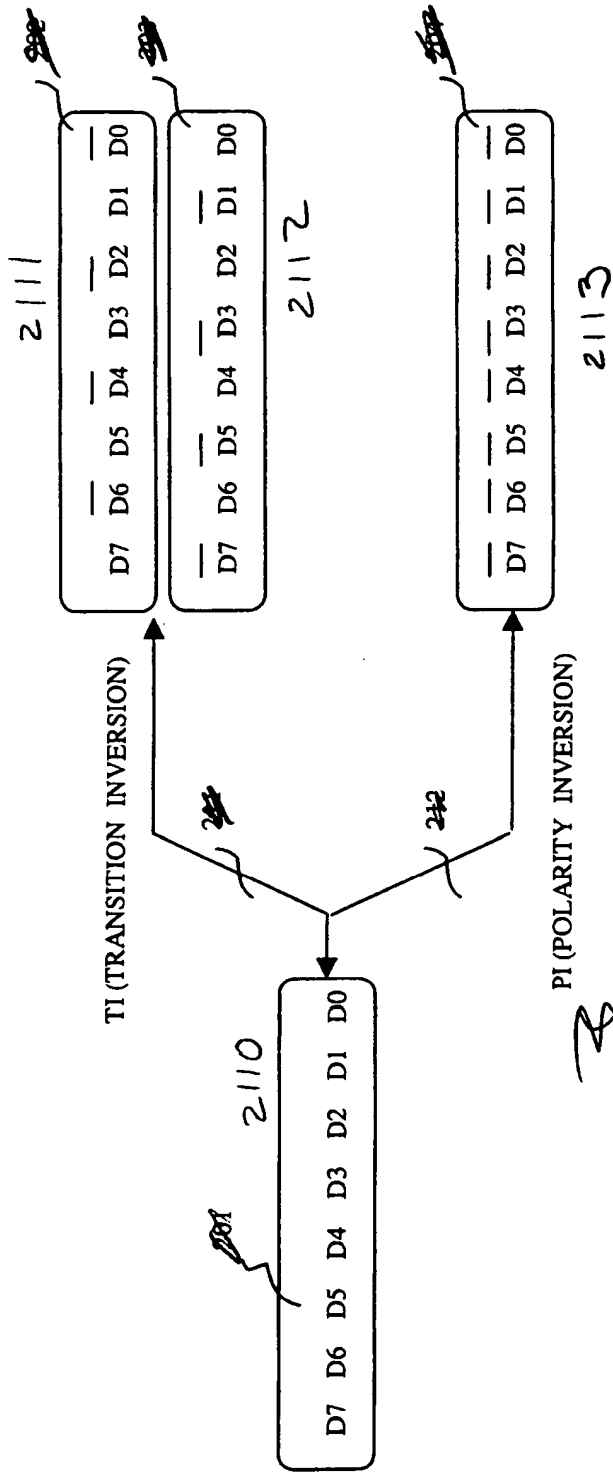 2111
D7 D6 D5 D4 D3 D2 D1 D0
D7 D6 D5 D4 D3 D2 D1 D0
2112
TI (TRANSITION INVERSION)
2110
D7 D6 D5 D4 D3 D2 D1 D0
212
PI (POLARITY INVERSION)
D7 D6 D5 D4 D3 D2 D1 D0
2113